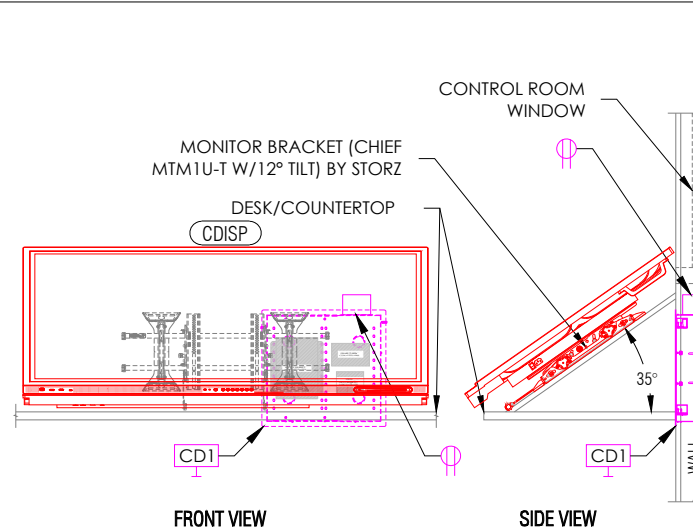 CONTROL ROOM
WINDOW
MONITOR BRACKET (CHIEF
MTM1U-T W/12° TILT) BY STORZ
DESK/COUNTERTOP
CDISP
35°
CD1
CD1
WALL
FRONT VIEW
SIDE VIEW